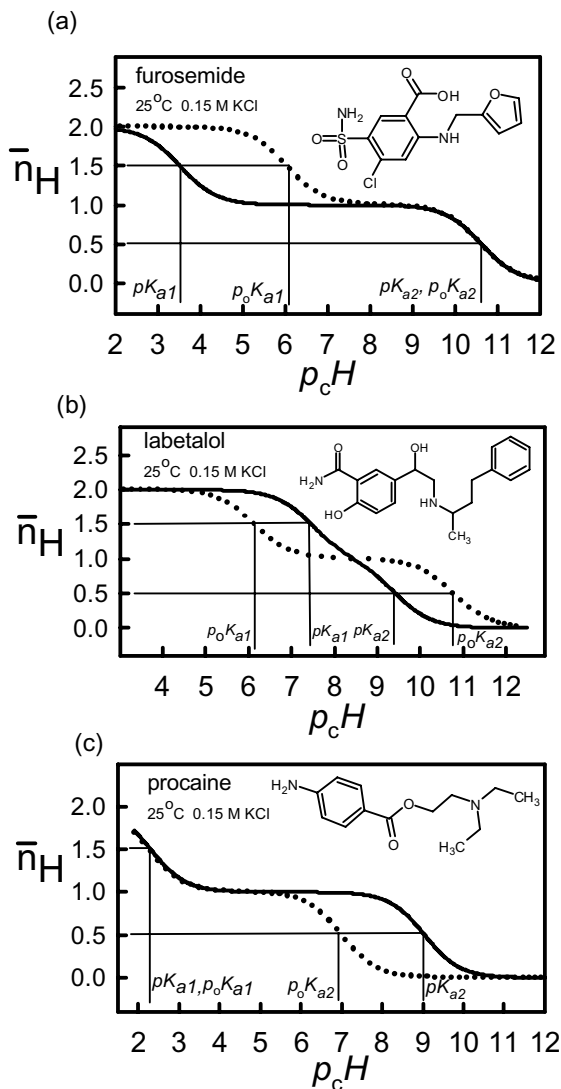 (a)
furosemide
25°C 0.15 M KCl
n̅H
2.5
2.0
1.5
1.0
0.5
0.0
O
OH
NH2
O
S
O
Cl
NH
O
pKa1
poKa1
pKa2, poKa2
2 3 4 5 6 7 8 9 10 11 12
pcH
(b)
labetalol
25°C 0.15 M KCl
n̅H
2.5
2.0
1.5
1.0
0.5
0.0
O
OH
H2N
HO
HN
CH3
poKa1
pKa1
pKa2
poKa2
4 5 6 7 8 9 10 11 12
pcH
(c)
procaine
25°C 0.15 M KCl
n̅H
2.0
1.5
1.0
0.5
0.0
NH2
O
O
N
CH3
H3C
pKa1,poKa1
poKa2
pKa2
2 3 4 5 6 7 8 9 10 11 12
pcH